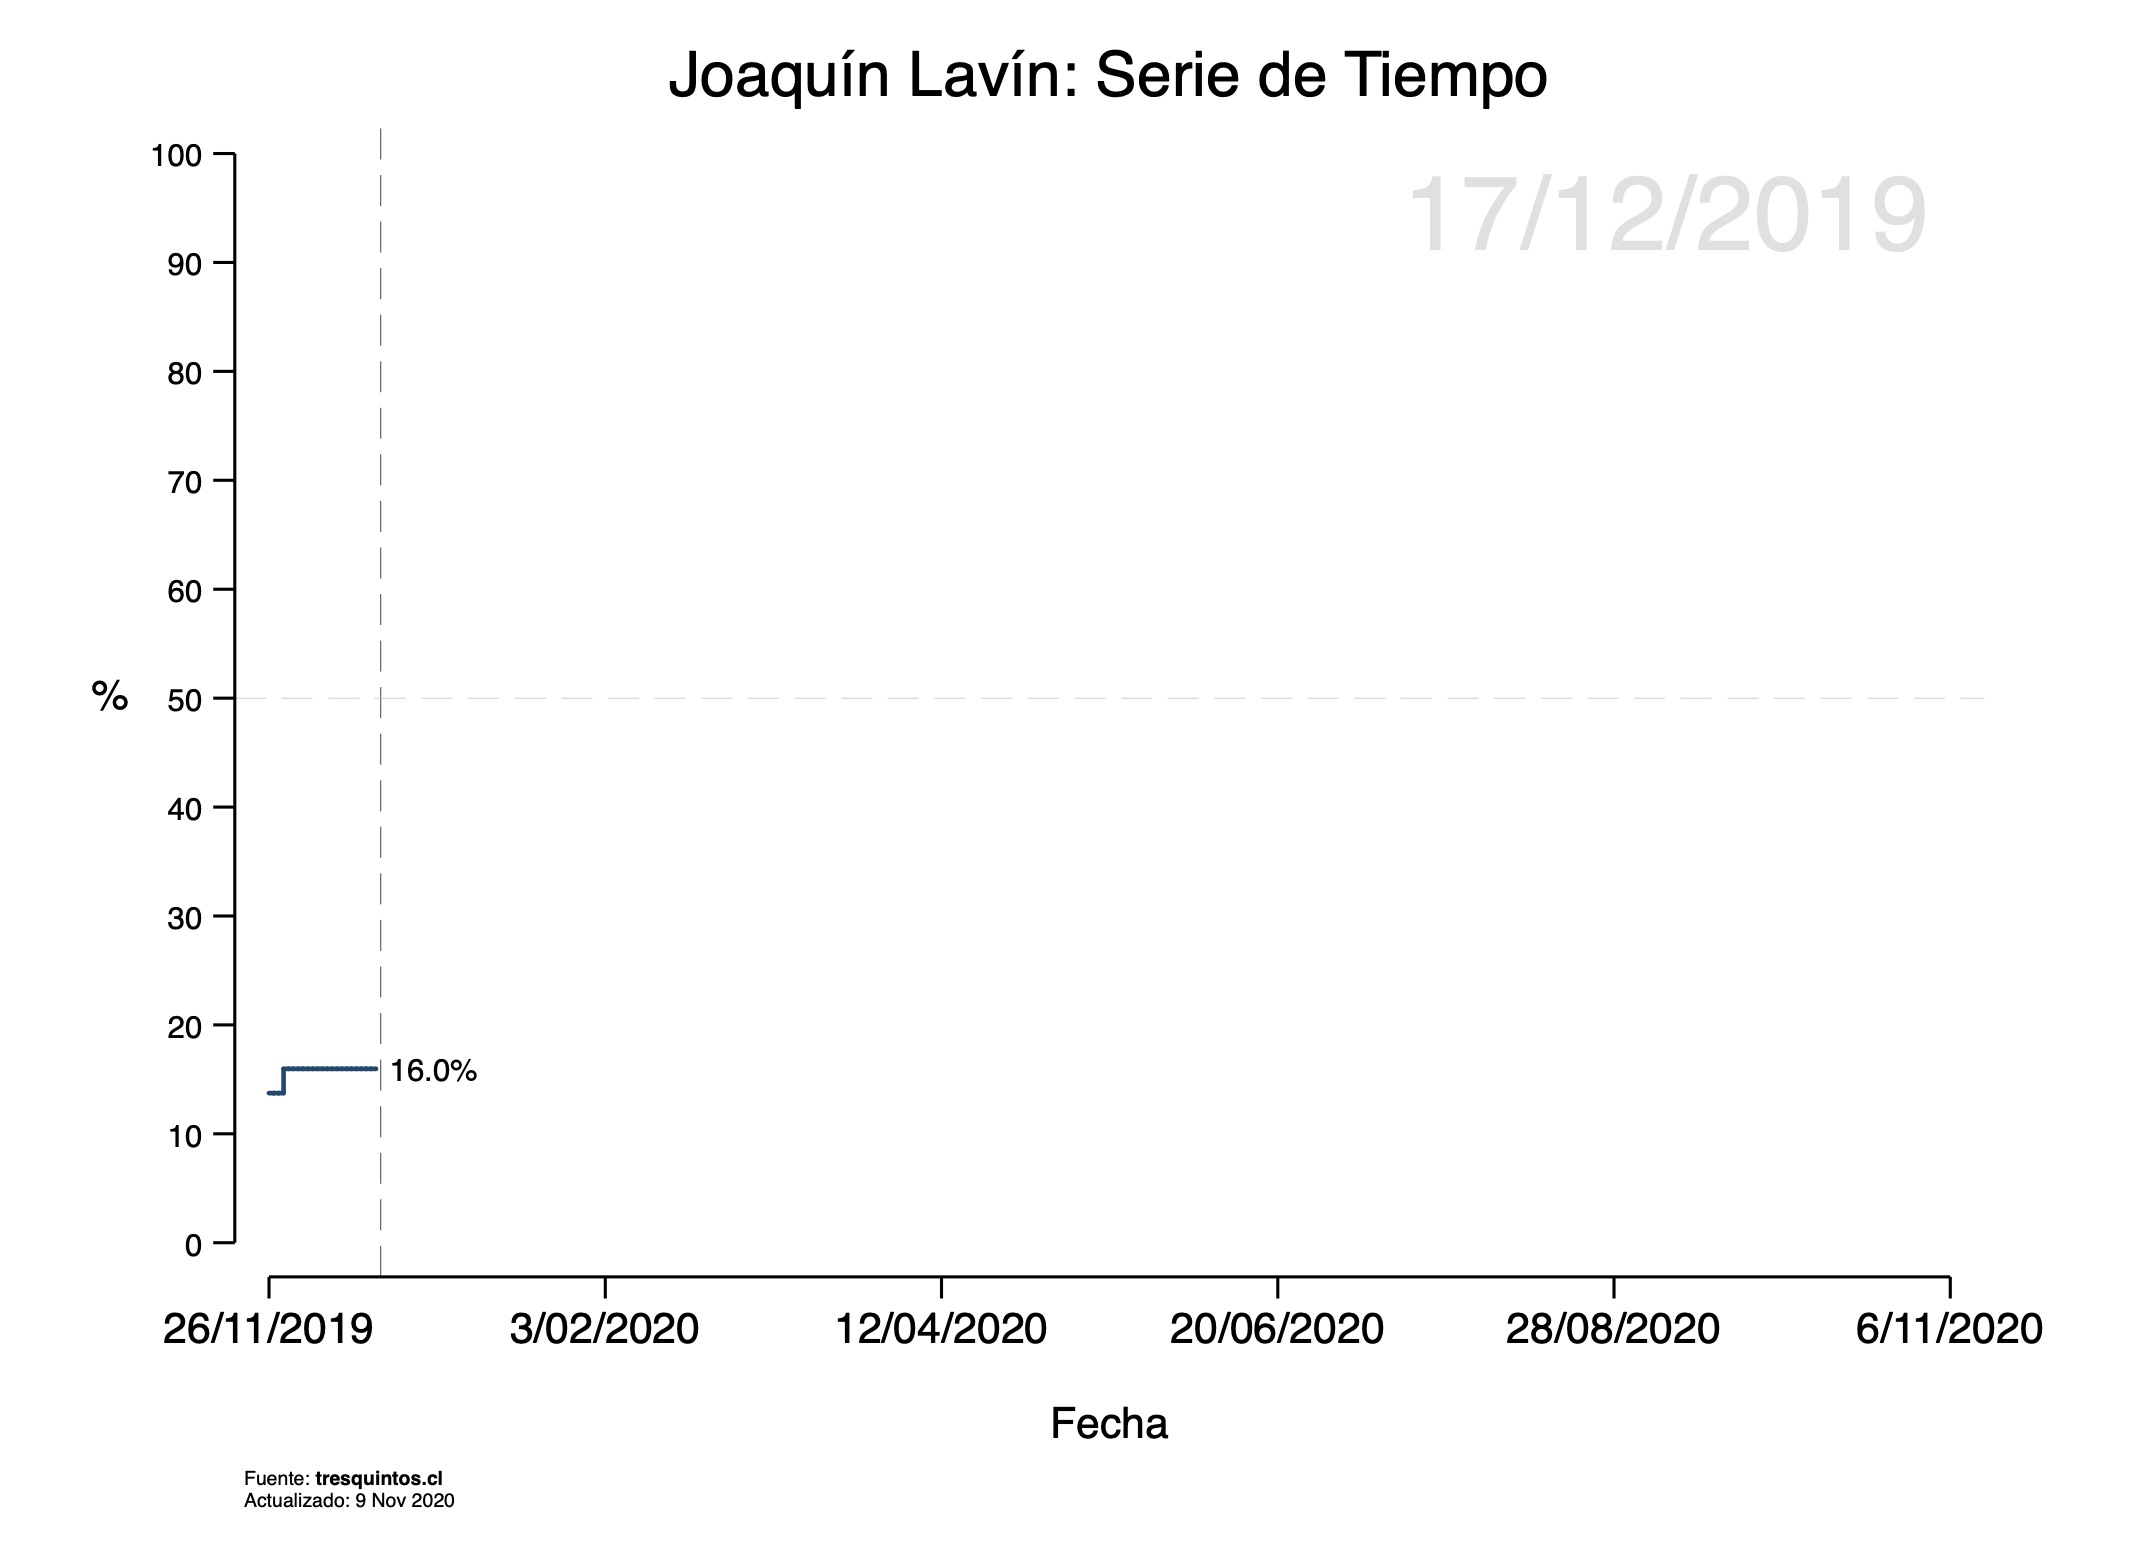 Joaquín Lavín: Serie de Tiempo
17/12/2019
100
90
80
70
60
50
40
30
20
10
0
%
16.0%
26/11/2019 3/02/2020 12/04/2020 20/06/2020 28/08/2020 6/11/2020
Fecha
Fuente: tresquintos.cl
Actualizado: 9 Nov 2020